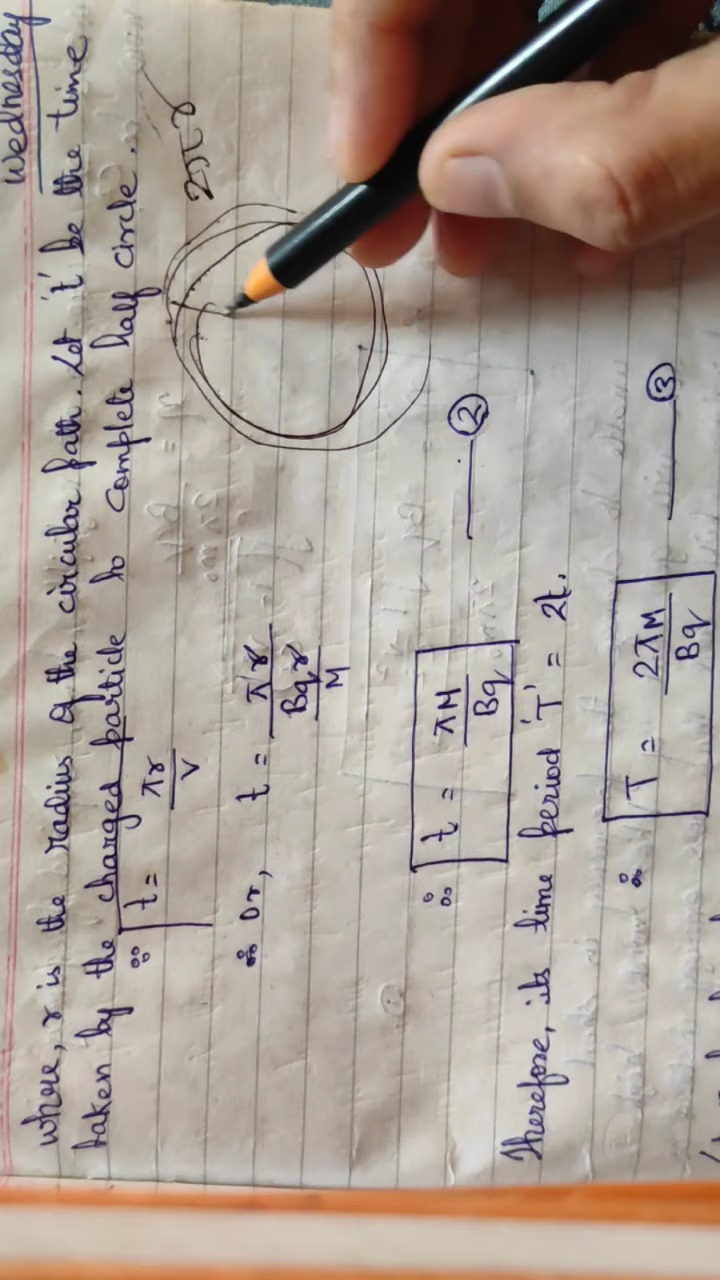 Wednesday
where, r is the radius of the circular path. Let 't' be the time
taken by the charged particle to complete half circle.
2πr
∴ t = πr/v
∴ Or, t = πr/(Bqr/M)
∴ t = πM/Bq ——— ②
Therefore, its time period 'T' = 2t.
∴ T = 2πM/Bq ——— ③